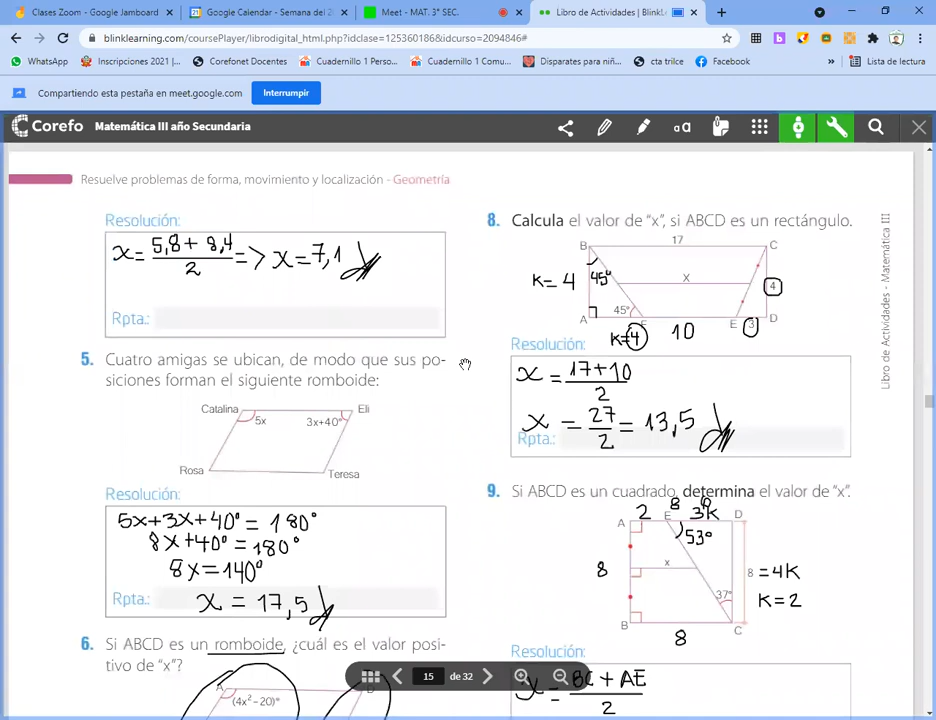 Clases Zoom - Google Jamboard
Google Calendar - Semana del 2
Meet - MAT. 3° SEC.
Libro de Actividades | BlinkL
blinklearning.com/coursePlayer/librodigital_html.php?idclase=125360186&idcurso=2094846#
WhatsApp
Inscripciones 2021 |...
Corefonet Docentes
Cuadernillo 1 Perso...
Cuadernillo 1 Comu...
Disparates para niñ...
cta trilce
Facebook
»
Lista de lectura
Compartiendo esta pestaña en meet.google.com
Interrumpir
Corefo
Matemática III año Secundaria
aA
Resuelve problemas de forma, movimiento y localización - Geometría
Resolución:
x = 5,8 + 8,4 / 2 => x = 7,1
Rpta.:
5. Cuatro amigas se ubican, de modo que sus po-
siciones forman el siguiente romboide:
Catalina
Eli
5x
3x+40°
Rosa
Teresa
Resolución:
5x+3x+40° = 180°
8x+40° = 180°
8x = 140°
x = 17,5
Rpta.:
6. Si ABCD es un romboide, ¿cuál es el valor posi-
tivo de "x"?
A
(4x²-20)°
15 de 32
8. Calcula el valor de "x", si ABCD es un rectángulo.
17
B
C
K= 4
45°
x
4
45°
A
E
3
D
K=4
10
Resolución:
x = 17+10 / 2
x = 27 / 2 = 13,5
Rpta.:
9. Si ABCD es un cuadrado, determina el valor de "x".
8
6
A
2
E
3K
D
53°
8
x
8 = 4K
37°
K = 2
B
C
8
Resolución:
x = BC + AE / 2
Libro de Actividades - Matemática III